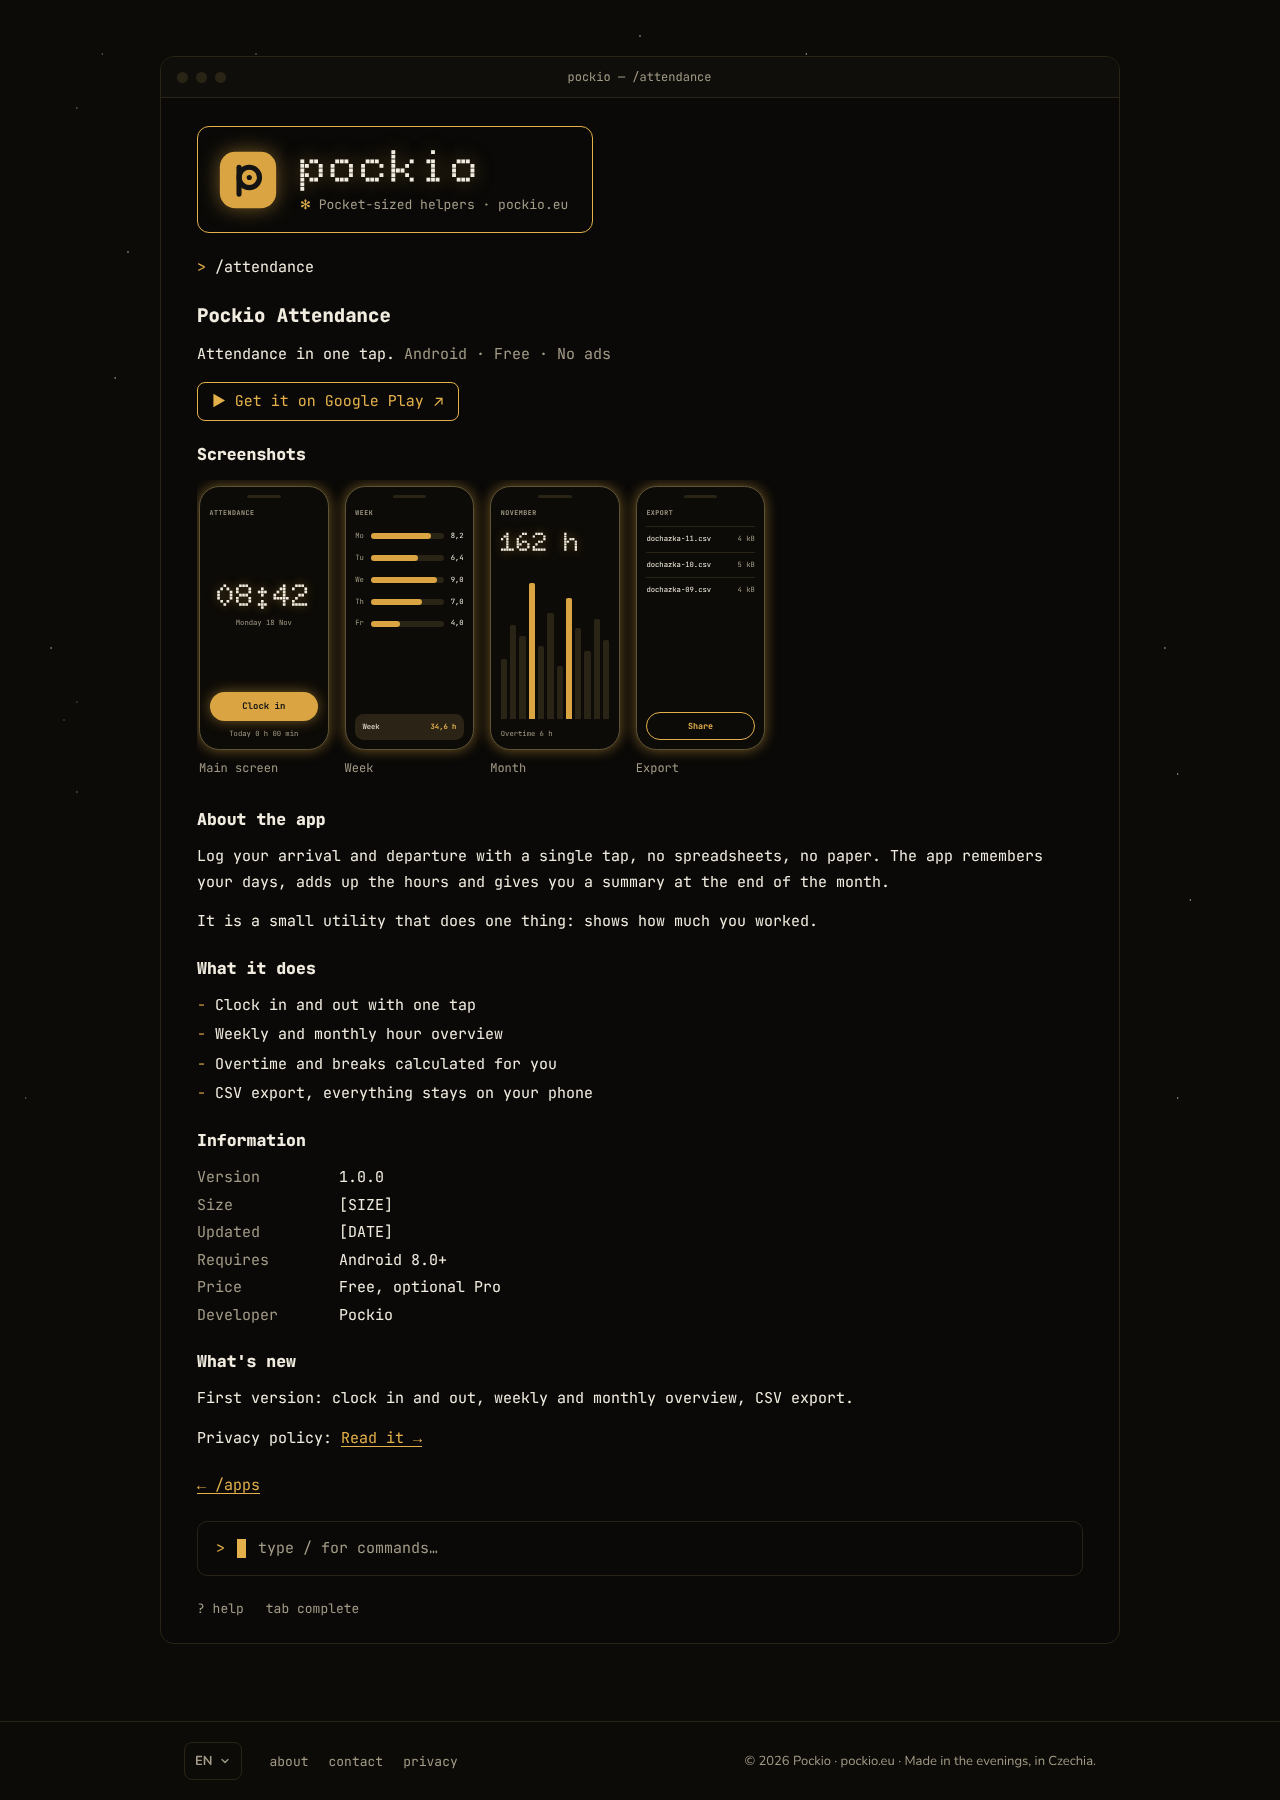 pockio — /attendance
pockio
✻ Pocket-sized helpers · pockio.eu
> /attendance
Pockio Attendance
Attendance in one tap. Android · Free · No ads
▶ Get it on Google Play ↗
Screenshots
ATTENDANCE
08:42
Monday 18 Nov
Clock in
Today 0 h 00 min
Main screen
WEEK
Mo 8,2
Tu 6,4
We 9,0
Th 7,0
Fr 4,0
Week 34,6 h
Week
NOVEMBER
162 h
Overtime 6 h
Month
EXPORT
dochazka-11.csv 4 kB
dochazka-10.csv 5 kB
dochazka-09.csv 4 kB
Share
Export
About the app
Log your arrival and departure with a single tap, no spreadsheets, no paper. The app remembers
your days, adds up the hours and gives you a summary at the end of the month.
It is a small utility that does one thing: shows how much you worked.
What it does
- Clock in and out with one tap
- Weekly and monthly hour overview
- Overtime and breaks calculated for you
- CSV export, everything stays on your phone
Information
Version 1.0.0
Size [SIZE]
Updated [DATE]
Requires Android 8.0+
Price Free, optional Pro
Developer Pockio
What's new
First version: clock in and out, weekly and monthly overview, CSV export.
Privacy policy: Read it →
← /apps
> type / for commands…
? help tab complete
EN about contact privacy
© 2026 Pockio · pockio.eu · Made in the evenings, in Czechia.